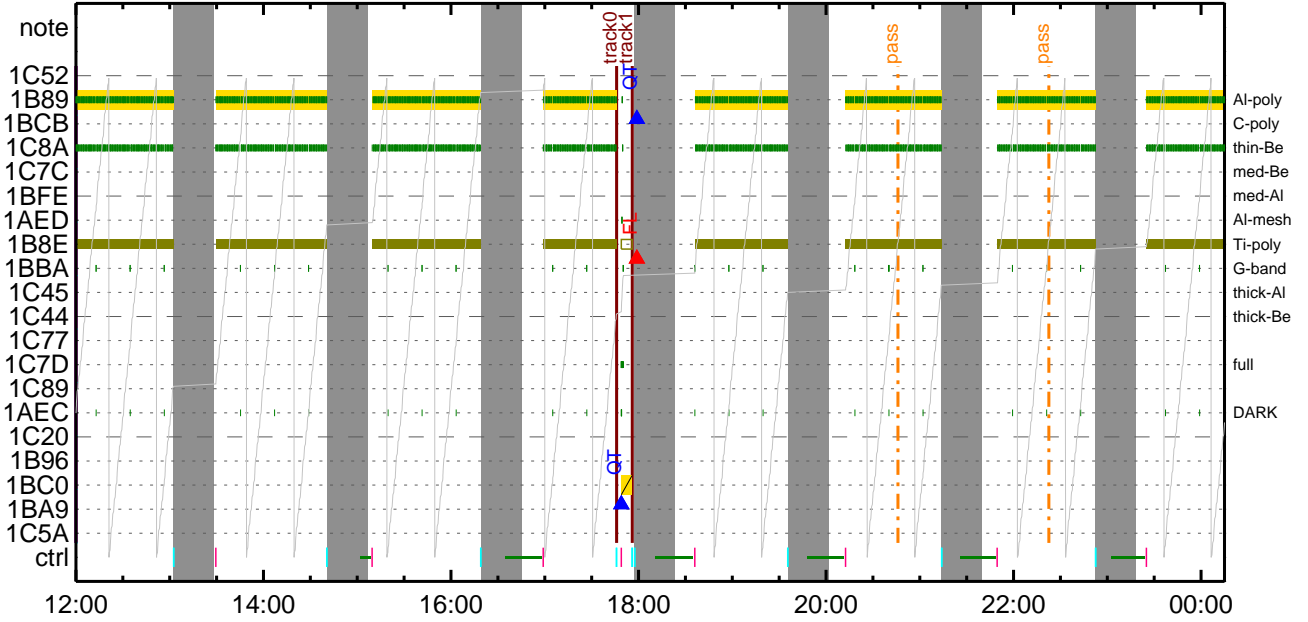 note
track0
track1
pass
pass
1C52
QT
1B89 Al-poly
1BCB C-poly
1C8A thin-Be
1C7C med-Be
1BFE med-Al
1AED Al-mesh
FL
1B8E Ti-poly
1BBA G-band
1C45 thick-Al
1C44 thick-Be
1C77
1C7D full
1C89
1AEC DARK
1C20
1B96
QT
1BC0
1BA9
1C5A
ctrl
12:00 14:00 16:00 18:00 20:00 22:00 00:00